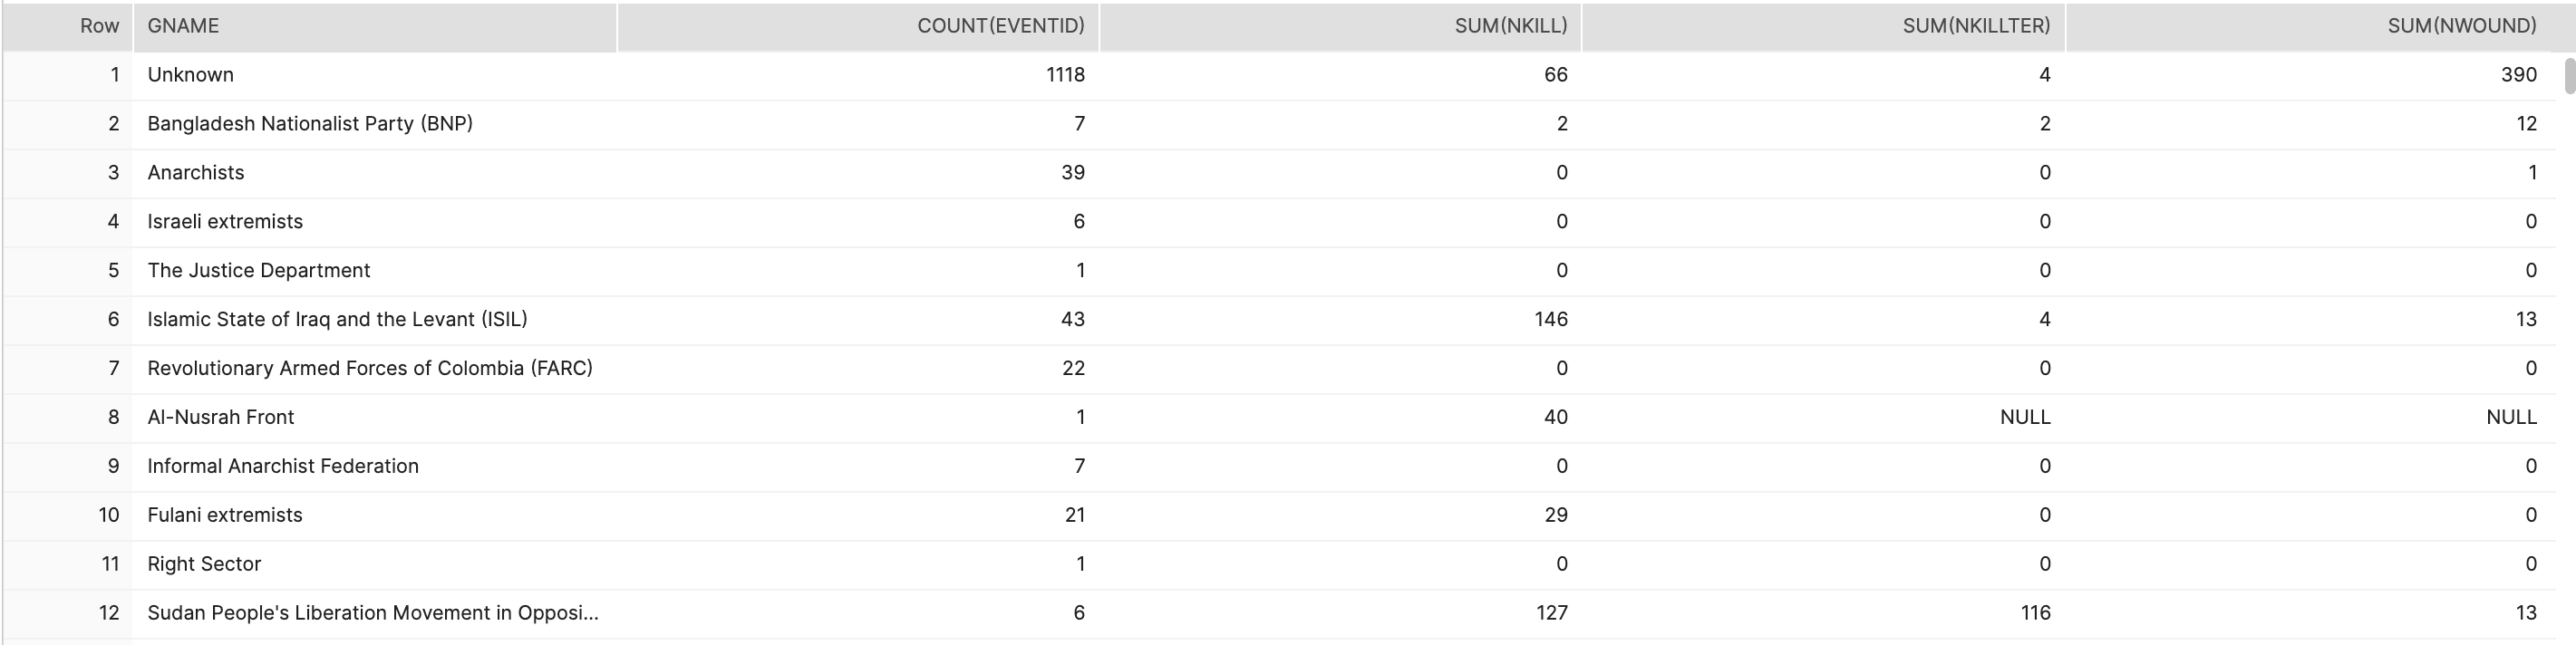 Row GNAME COUNT(EVENTID) SUM(NKILL) SUM(NKILLTER) SUM(NWOUND)
1 Unknown 1118 66 4 390
2 Bangladesh Nationalist Party (BNP) 7 2 2 12
3 Anarchists 39 0 0 1
4 Israeli extremists 6 0 0 0
5 The Justice Department 1 0 0 0
6 Islamic State of Iraq and the Levant (ISIL) 43 146 4 13
7 Revolutionary Armed Forces of Colombia (FARC) 22 0 0 0
8 Al-Nusrah Front 1 40 NULL NULL
9 Informal Anarchist Federation 7 0 0 0
10 Fulani extremists 21 29 0 0
11 Right Sector 1 0 0 0
12 Sudan People's Liberation Movement in Opposi... 6 127 116 13